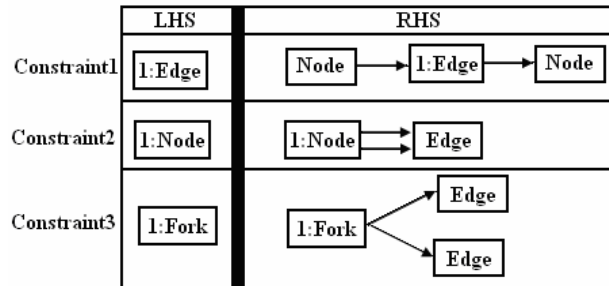 LHS RHS
Constraint1 1:Edge Node 1:Edge Node
Constraint2 1:Node 1:Node Edge
Edge
Constraint3 1:Fork 1:Fork
Edge